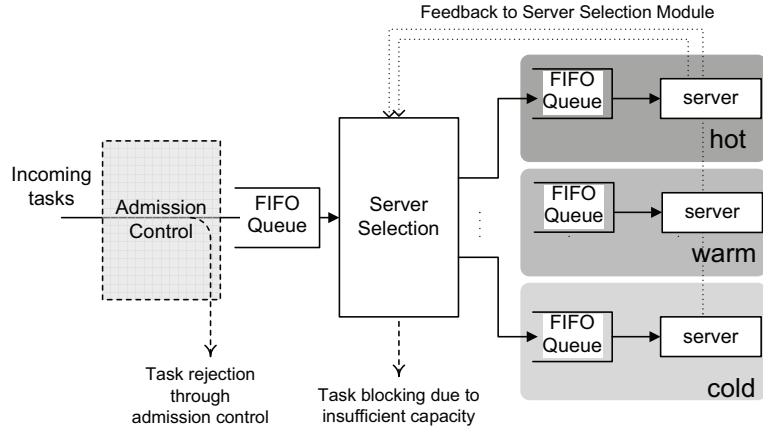 Feedback to Server Selection Module
FIFO
Queue
server
hot
Incoming
tasks
Admission
Control
FIFO
Queue
Server
Selection
FIFO
Queue
server
warm
FIFO
Queue
server
cold
Task rejection
through
admission control
Task blocking due to
insufficient capacity